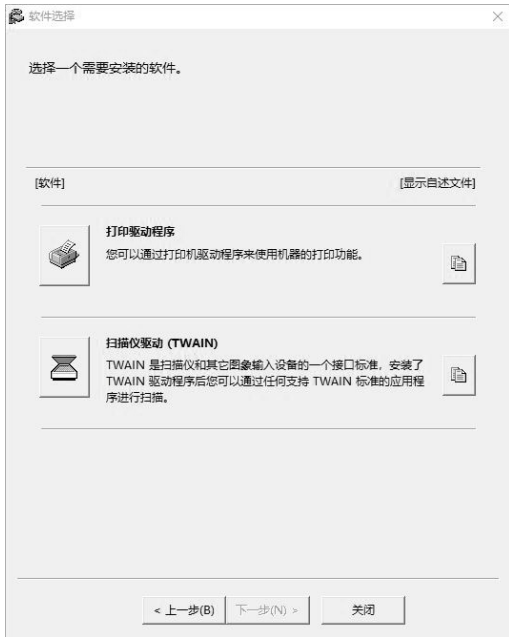 软件选择
选择一个需要安装的软件。
[软件] [显示自述文件]
打印驱动程序
您可以通过打印机驱动程序来使用机器的打印功能。
扫描仪驱动 (TWAIN)
TWAIN 是扫描仪和其它图象输入设备的一个接口标准，安装了
TWAIN 驱动程序后您可以通过任何支持 TWAIN 标准的应用程
序进行扫描。
< 上一步(B) 下一步(N) > 关闭